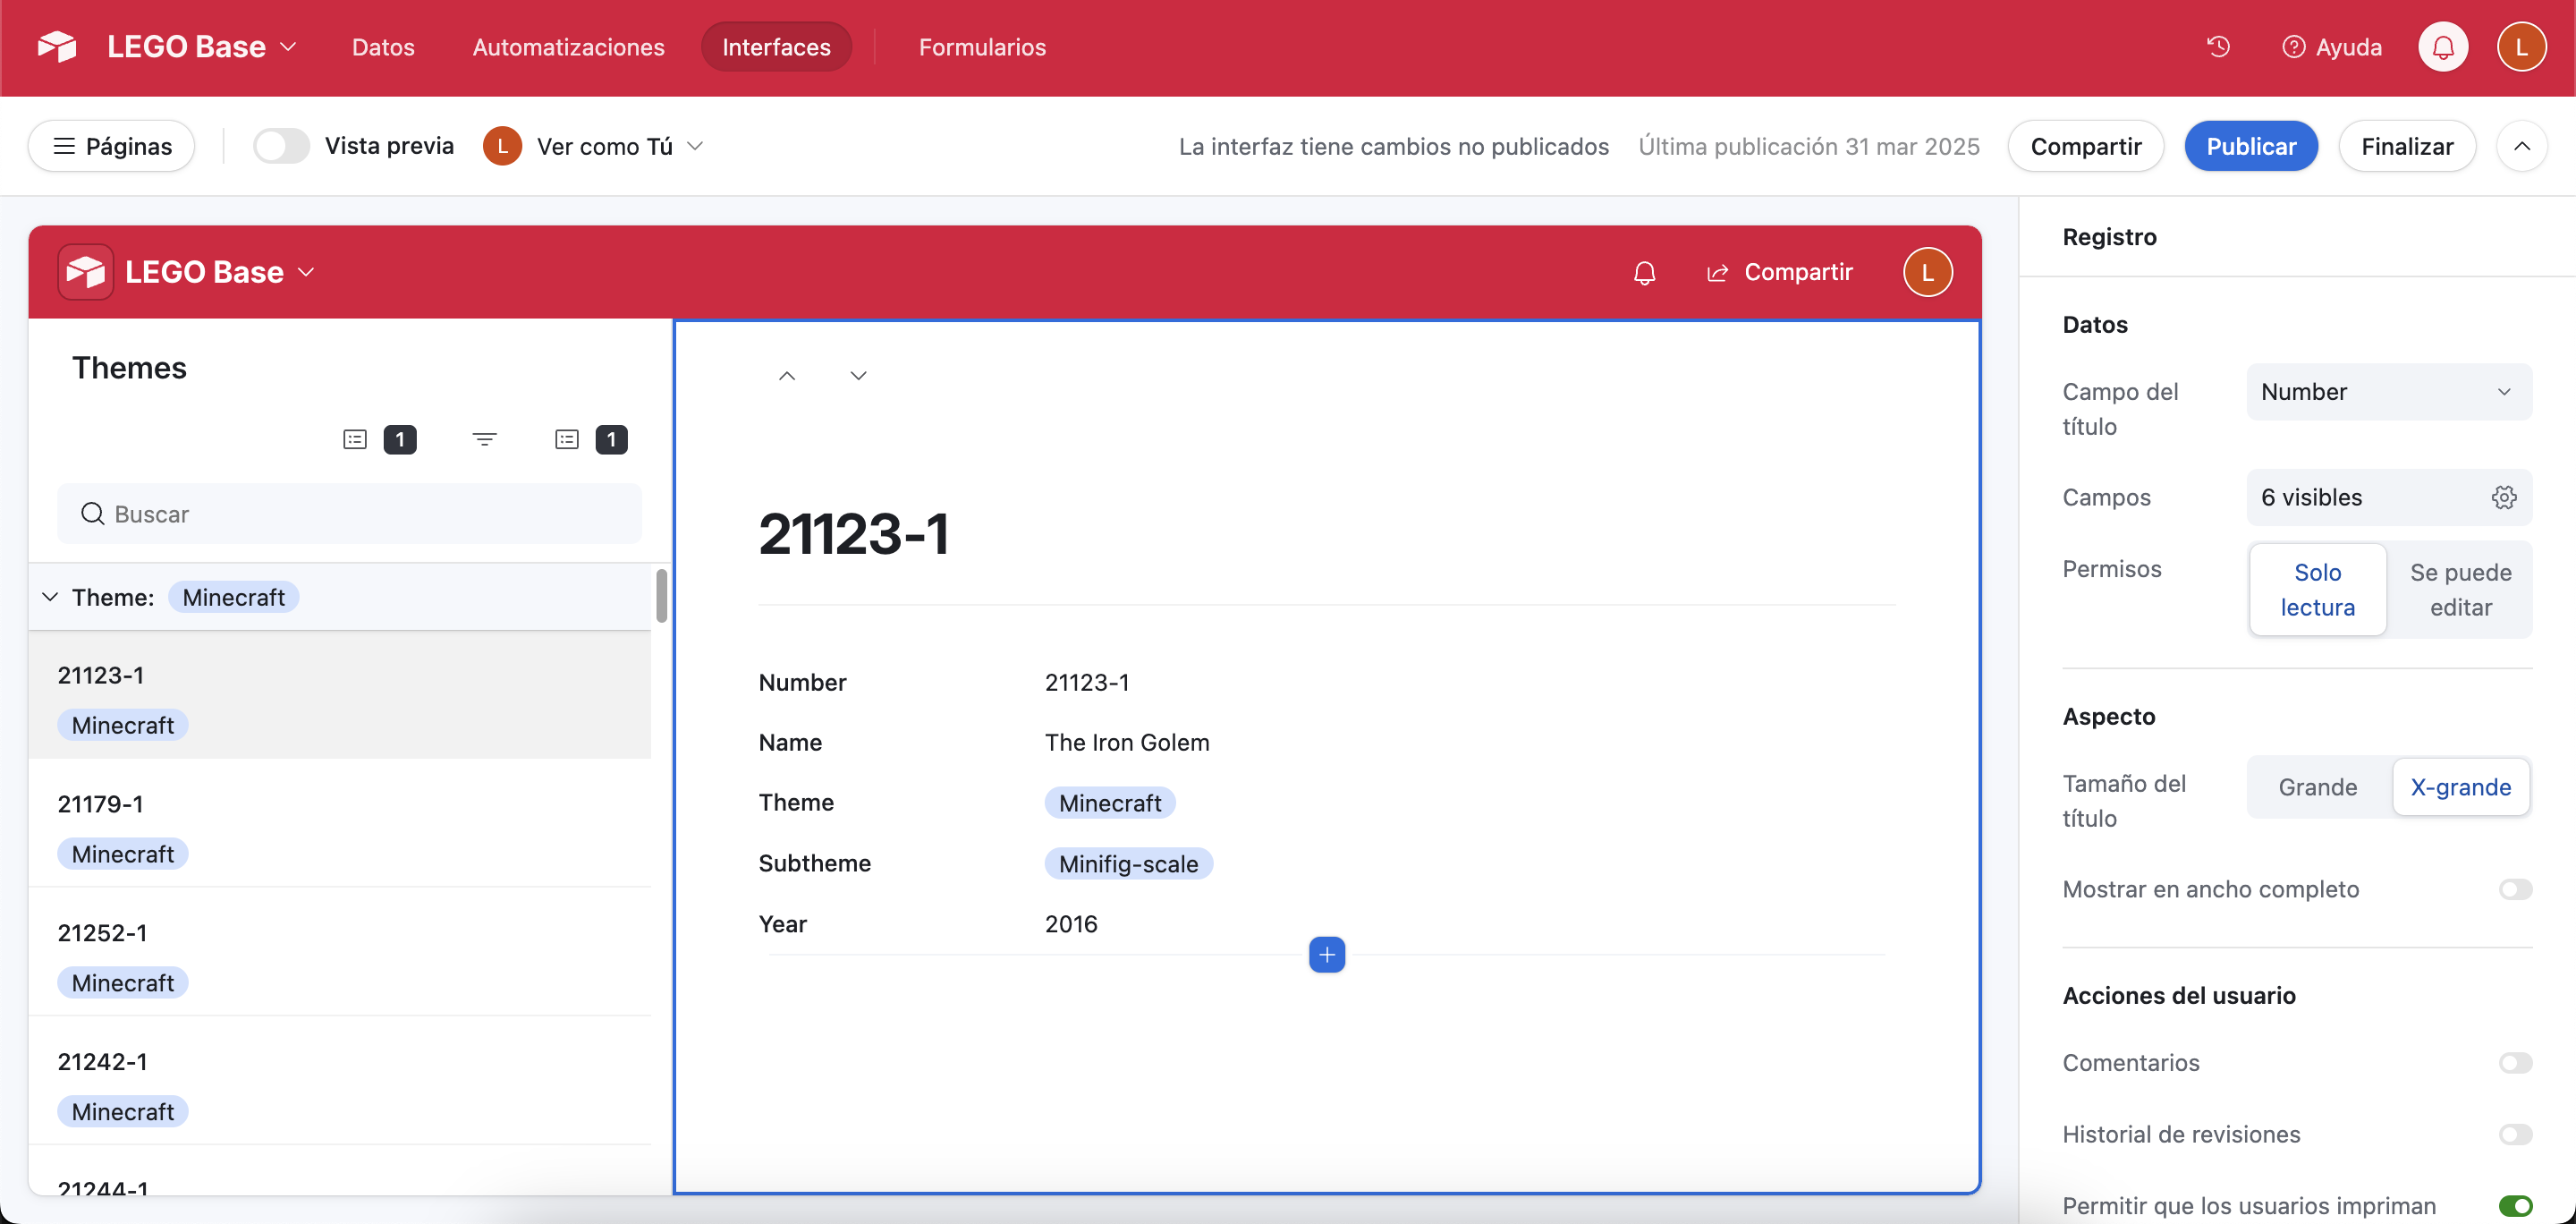 LEGO Base
Datos
Automatizaciones
Interfaces
Formularios
Ayuda
L
Páginas
Vista previa
L
Ver como Tú
La interfaz tiene cambios no publicados
Última publicación 31 mar 2025
Compartir
Publicar
Finalizar
LEGO Base
Compartir
L
Themes
1
1
Buscar
Theme: Minecraft
21123-1
Minecraft
21179-1
Minecraft
21252-1
Minecraft
21242-1
Minecraft
21244-1
21123-1
Number 21123-1
Name The Iron Golem
Theme Minecraft
Subtheme Minifig-scale
Year 2016
Registro
Datos
Campo del
título
Number
Campos
6 visibles
Permisos
Solo
lectura
Se puede
editar
Aspecto
Tamaño del
título
Grande
X-grande
Mostrar en ancho completo
Acciones del usuario
Comentarios
Historial de revisiones
Permitir que los usuarios impriman